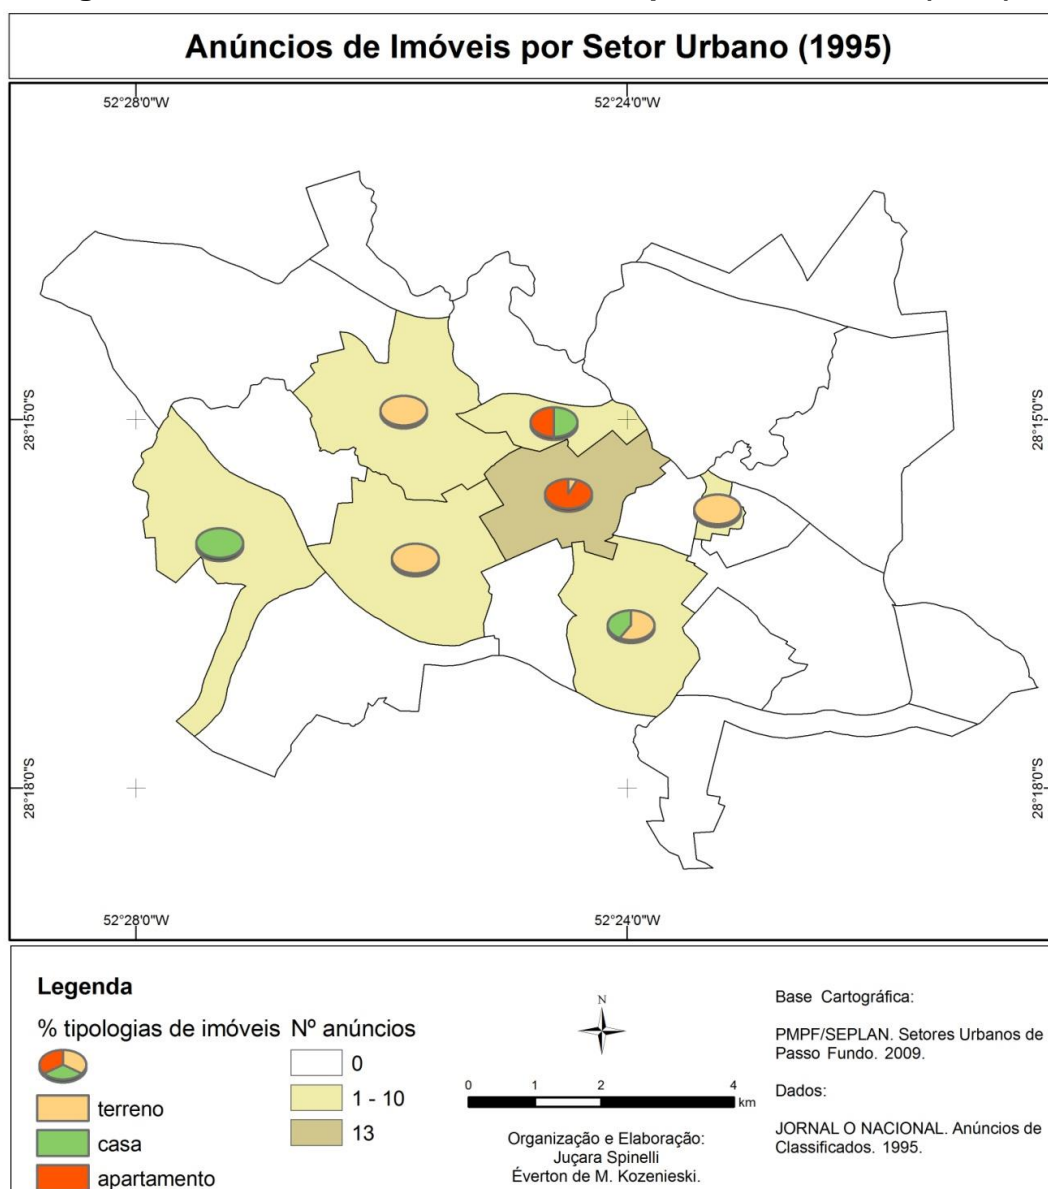 Anúncios de Imóveis por Setor Urbano (1995)
52°28'0"W
52°24'0"W
28°15'0"S
28°15'0"S
28°18'0"S
28°18'0"S
52°28'0"W
52°24'0"W
Legenda
% tipologias de imóveis
terreno
casa
apartamento
Nº anúncios
0
1 - 10
13
N
0 1 2 4
km
Organização e Elaboração:
Juçara Spinelli
Éverton de M. Kozenieski.
Base Cartográfica:
PMPF/SEPLAN. Setores Urbanos de
Passo Fundo. 2009.
Dados:
JORNAL O NACIONAL. Anúncios de
Classificados. 1995.